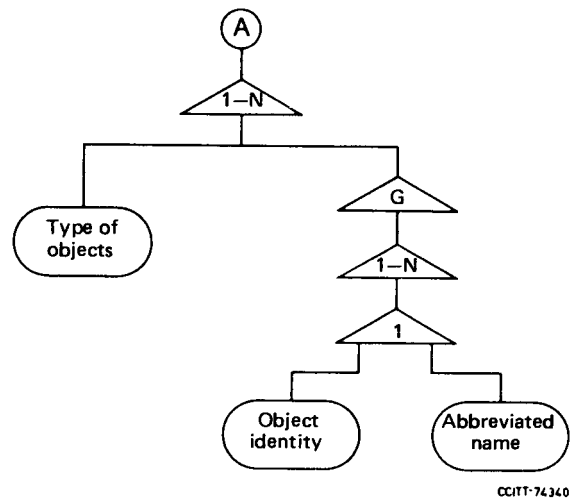 A
1—N
Type of
objects
G
1—N
1
Object
identity
Abbreviated
name
CCITT-74340